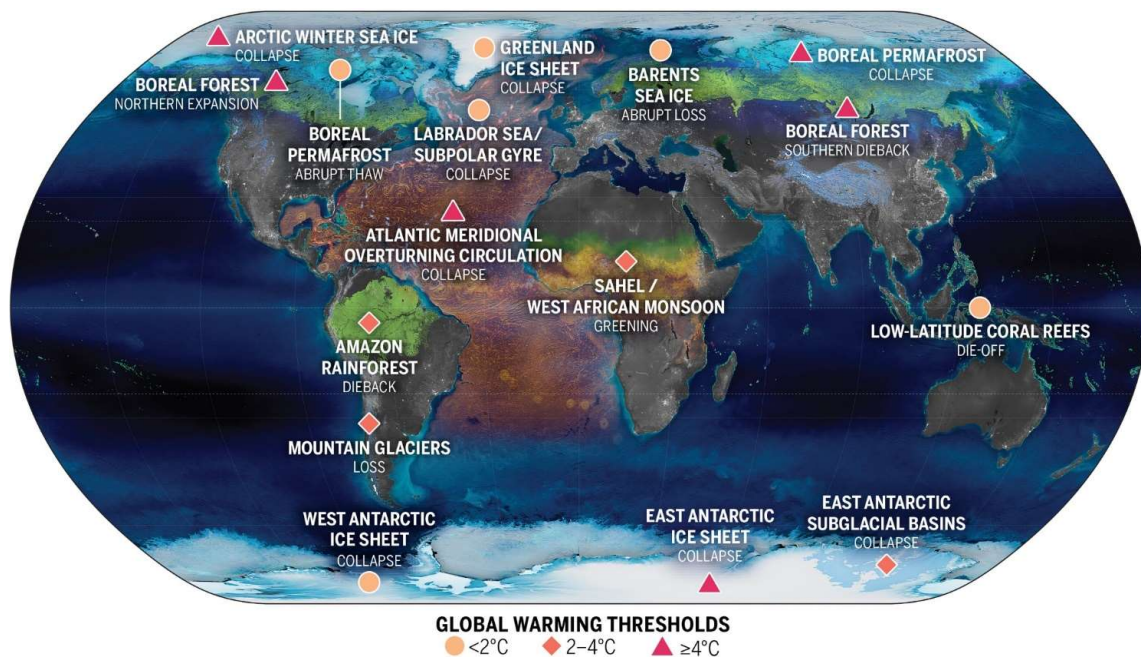 ARCTIC WINTER SEA ICE
COLLAPSE
GREENLAND
ICE SHEET
COLLAPSE
BARENTS
SEA ICE
ABRUPT LOSS
BOREAL PERMAFROST
COLLAPSE
BOREAL FOREST
NORTHERN EXPANSION
BOREAL
PERMAFROST
ABRUPT THAW
LABRADOR SEA/
SUBPOLAR GYRE
COLLAPSE
BOREAL FOREST
SOUTHERN DIEBACK
ATLANTIC MERIDIONAL
OVERTURNING CIRCULATION
COLLAPSE
SAHEL /
WEST AFRICAN MONSOON
GREENING
LOW-LATITUDE CORAL REEFS
DIE-OFF
AMAZON
RAINFOREST
DIEBACK
MOUNTAIN GLACIERS
LOSS
WEST ANTARCTIC
ICE SHEET
COLLAPSE
EAST ANTARCTIC
ICE SHEET
COLLAPSE
EAST ANTARCTIC
SUBGLACIAL BASINS
COLLAPSE
GLOBAL WARMING THRESHOLDS
<2°C 2–4°C ≥4°C